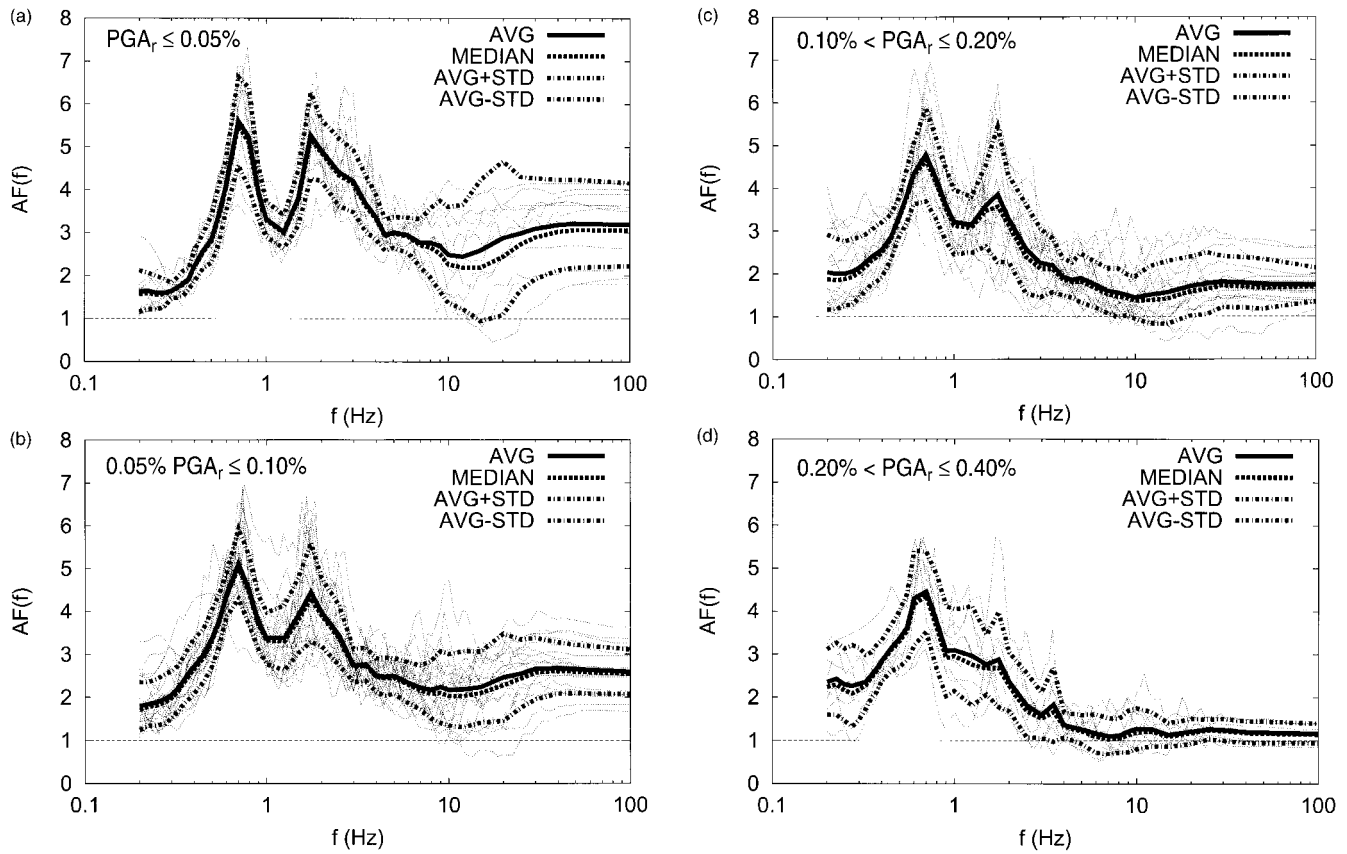 (a)
PGAr ≤ 0.05%
AVG
MEDIAN
AVG+STD
AVG-STD
8
7
6
5
4
3
2
1
0
AF(f)
0.1
1
10
100
f (Hz)
(b)
0.05% PGAr ≤ 0.10%
AVG
MEDIAN
AVG+STD
AVG-STD
8
7
6
5
4
3
2
1
0
AF(f)
0.1
1
10
100
f (Hz)
(c)
0.10% < PGAr ≤ 0.20%
AVG
MEDIAN
AVG+STD
AVG-STD
8
7
6
5
4
3
2
1
0
AF(f)
0.1
1
10
100
f (Hz)
(d)
0.20% < PGAr ≤ 0.40%
AVG
MEDIAN
AVG+STD
AVG-STD
8
7
6
5
4
3
2
1
0
AF(f)
0.1
1
10
100
f (Hz)